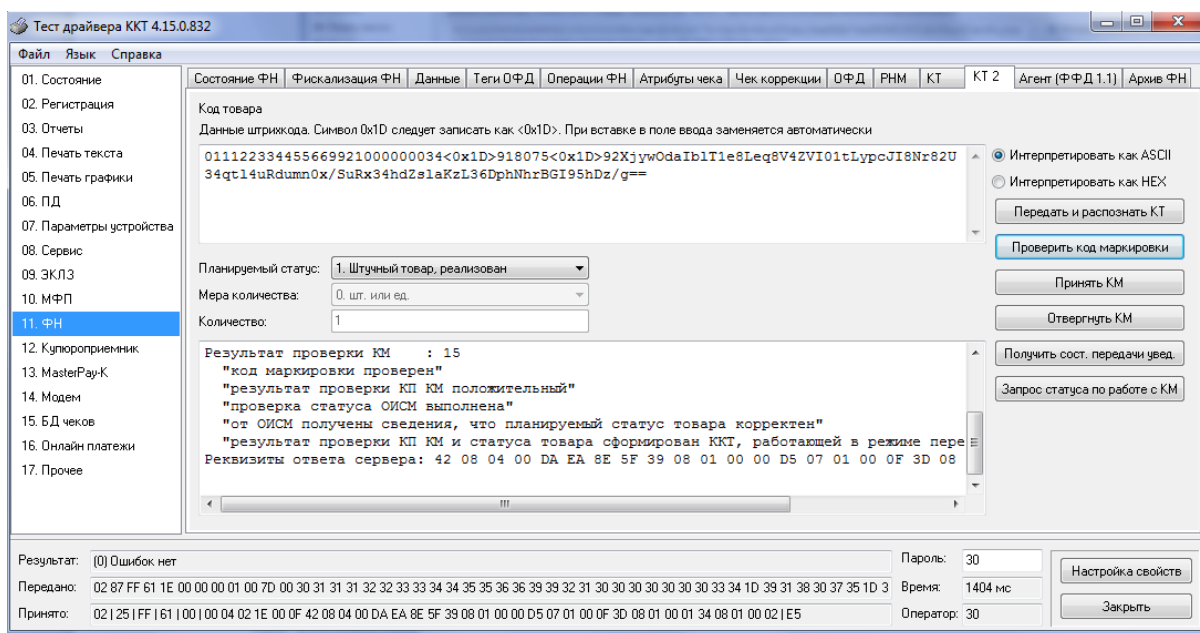 Тест драйвера ККТ 4.15.0.832
Файл Язык Справка
01. Состояние
02. Регистрация
03. Отчеты
04. Печать текста
05. Печать графики
06. ПД
07. Параметры устройства
08. Сервис
09. ЭКЛЗ
10. МФП
11. ФН
12. Купюроприемник
13. MasterPay-K
14. Модем
15. БД чеков
16. Онлайн платежи
17. Прочее
Состояние ФН Фискализация ФН Данные Теги ОФД Операции ФН Атрибуты чека Чек коррекции ОФД РНМ КТ КТ 2 Агент (ФФД 1.1) Архив ФН
Код товара
Данные штрихкода. Символ 0x1D следует записать как <0x1D>. При вставке в поле ввода заменяется автоматически
011122334455669921000000034<0x1D>918075<0x1D>92XjywOdaIblT1e8Leq8V4ZVI01tLypcJI8Nr82U
34qtl4uRdumn0x/SuRx34hdZslaKzL36DphNhrBGI95hDz/g==
Интерпретировать как ASCII
Интерпретировать как HEX
Передать и распознать КТ
Проверить код маркировки
Принять КМ
Отвергнуть КМ
Получить сост. передачи увед.
Запрос статуса по работе с КМ
Планируемый статус: 1. Штучный товар, реализован
Мера количества: 0. шт. или ед.
Количество: 1
Результат проверки КМ : 15
"код маркировки проверен"
"результат проверки КП КМ положительный"
"проверка статуса ОИСМ выполнена"
"от ОИСМ получены сведения, что планируемый статус товара корректен"
"результат проверки КП КМ и статуса товара сформирован ККТ, работающей в режиме пере
Реквизиты ответа сервера: 42 08 04 00 DA EA 8E 5F 39 08 01 00 00 D5 07 01 00 0F 3D 08
Результат: (0) Ошибок нет
Передано: 02 87 FF 61 1E 00 00 00 01 00 7D 00 30 31 31 31 32 32 33 33 34 34 35 35 36 36 39 39 32 31 30 30 30 30 30 30 30 33 34 1D 39 31 38 30 37 35 1D 3
Принято: 02 | 25 | FF | 61 | 00 | 00 04 02 1E 00 0F 42 08 04 00 DA EA 8E 5F 39 08 01 00 00 D5 07 01 00 0F 3D 08 01 00 01 34 08 01 00 02 | E5
Пароль: 30
Время: 1404 мс
Оператор: 30
Настройка свойств
Закрыть